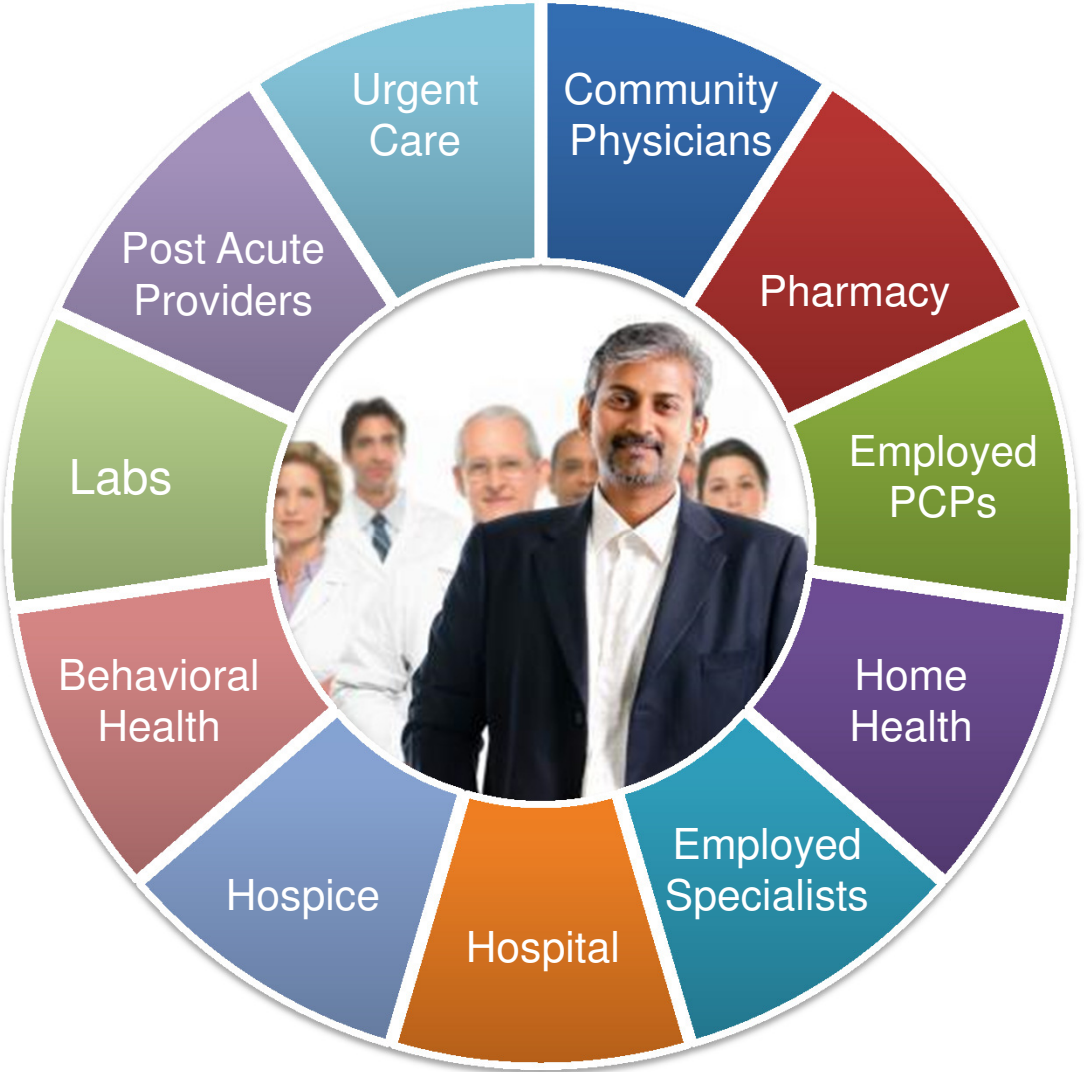 Urgent
Care
Community
Physicians
Pharmacy
Employed
PCPs
Home
Health
Employed
Specialists
Hospital
Hospice
Behavioral
Health
Labs
Post Acute
Providers